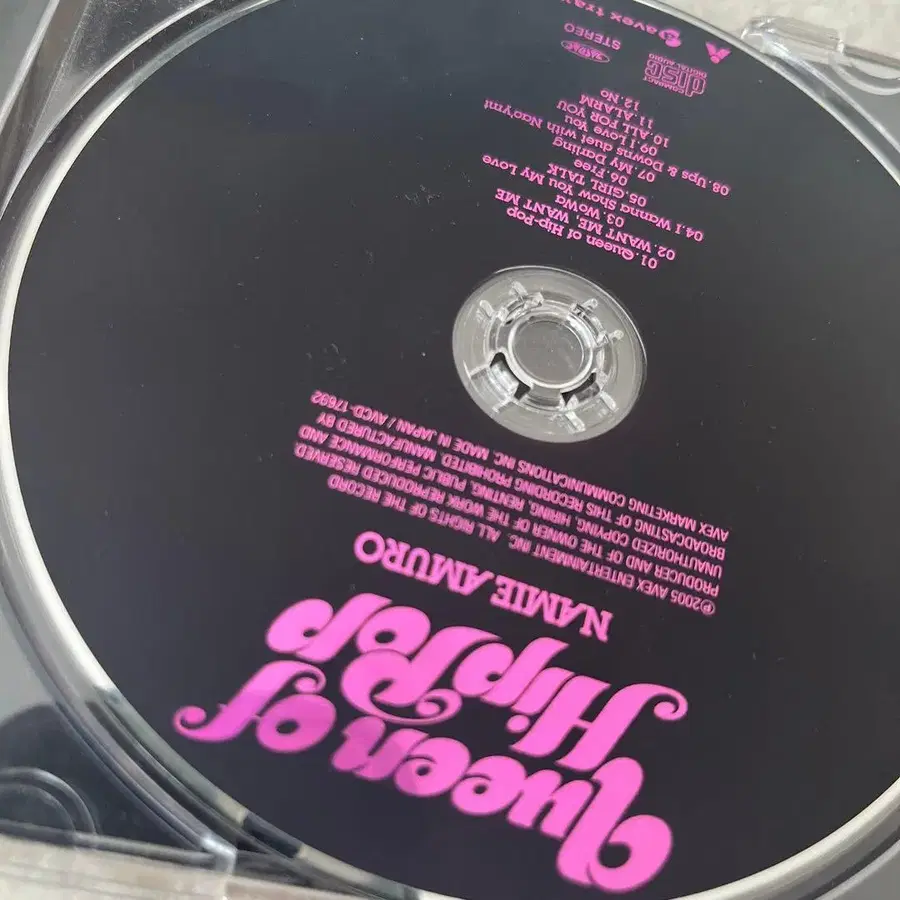 Queen of
Hip Pop
NAMIE AMURO
℗2005 AVEX ENTERTAINMENT INC. ALL RIGHTS OF THE RECORD
PRODUCER AND OF THE OWNER OF THE WORK REPRODUCED RESERVED.
UNAUTHORIZED COPYING, HIRING, RENTING, PUBLIC PERFORMANCE AND
BROADCASTING OF THIS RECORDING PROHIBITED. MANUFACTURED BY
AVEX MARKETING COMMUNICATIONS INC. MADE IN JAPAN / AVCD-17692
01.Queen of Hip-Pop
02.WANT ME, WANT ME
03.WoWa
04.I Wanna Show You My Love
05.GIRL TALK
06.Free
07.My Darling
08.Ups & Downs duet with Nao'ymt
09.I Love You
10.ALL FOR YOU
11.ALARM
12.No
COMPACT
disc
DIGITAL AUDIO
STEREO
avex trax